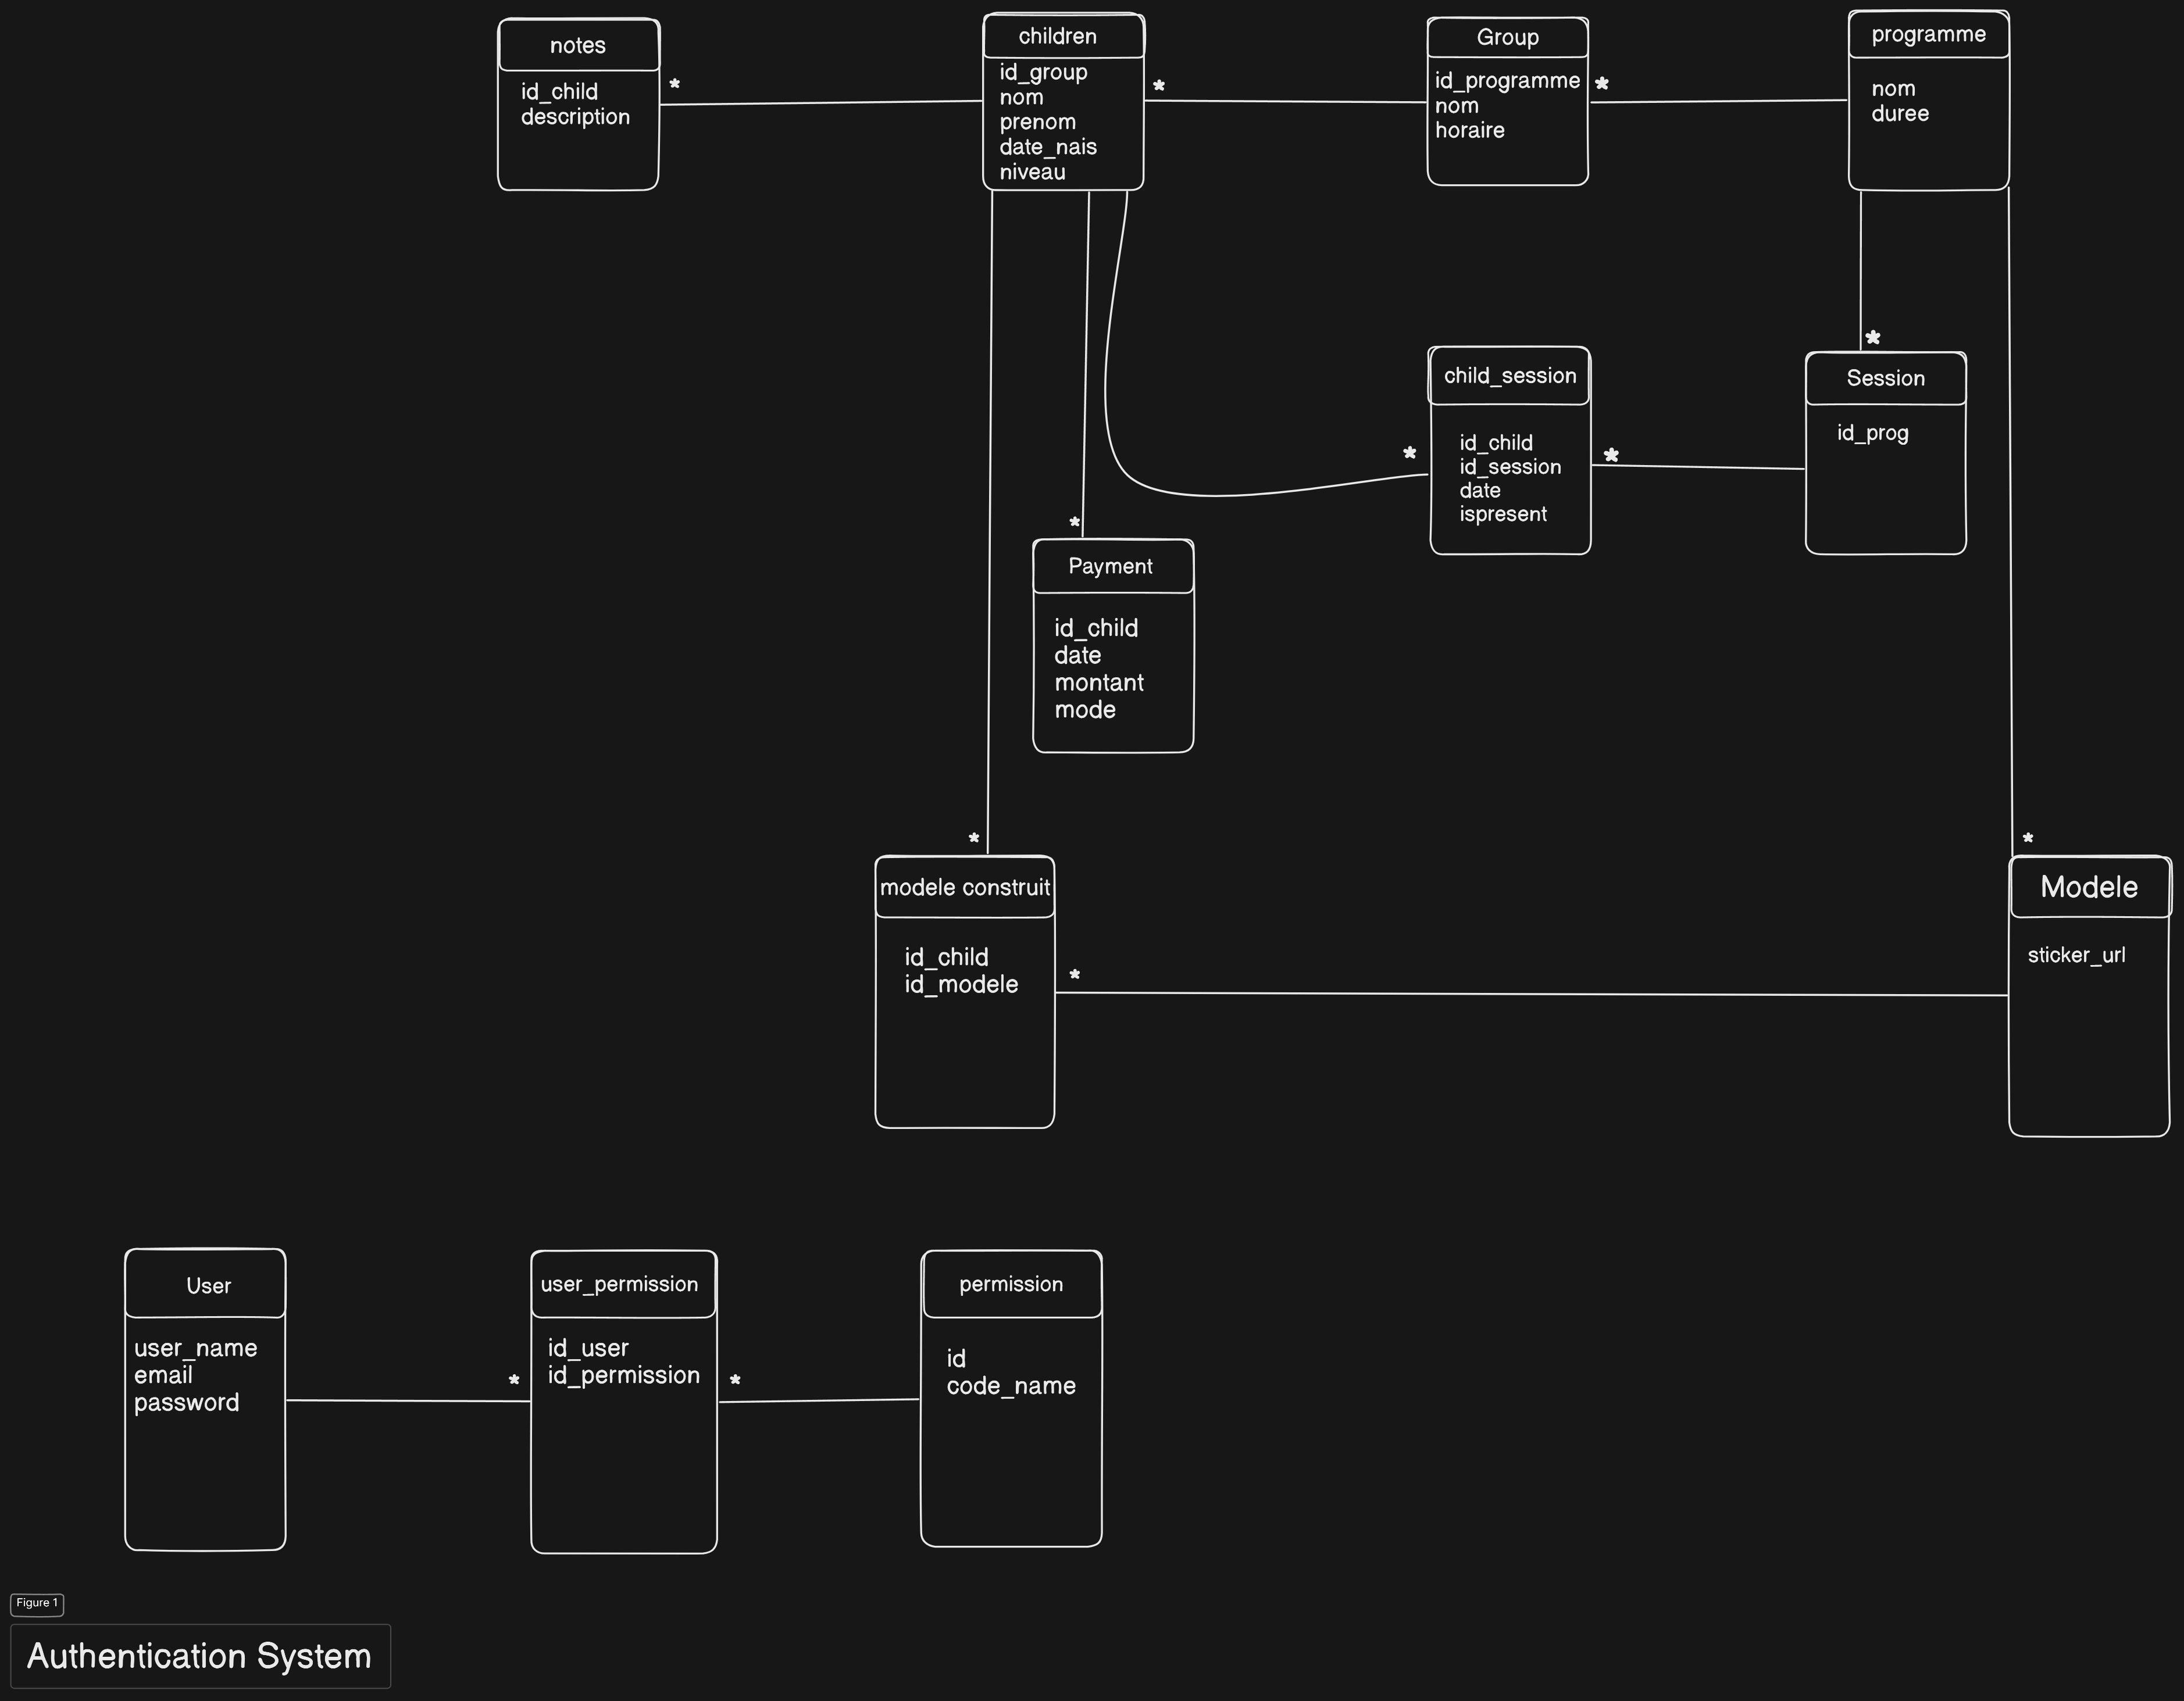 notes
id_child
description
*
children
id_group
nom
prenom
date_nais
niveau
*
Group
id_programme
nom
horaire
*
programme
nom
duree
*
child_session
id_child
id_session
date
ispresent
*
*
Session
id_prog
*
Payment
id_child
date
montant
mode
*
modele construit
id_child
id_modele
*
*
Modele
sticker_url
User
user_name
email
password
*
user_permission
id_user
id_permission
*
permission
id
code_name
Figure 1
Authentication System